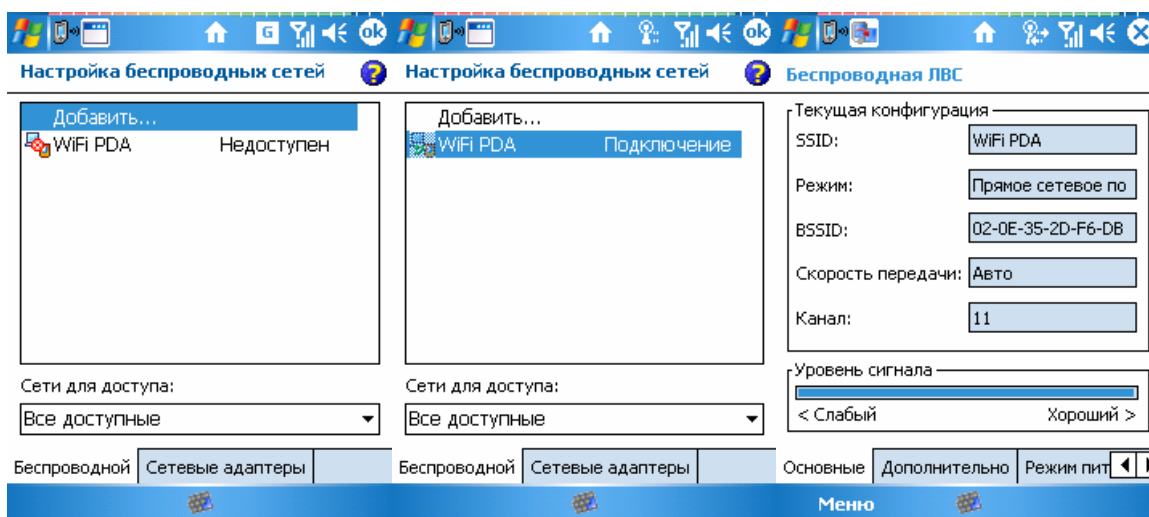 G
ok
Настройка беспроводных сетей
?
Добавить...
WiFi PDA Недоступен
Сети для доступа:
Все доступные
Беспроводной Сетевые адаптеры
ok
Настройка беспроводных сетей
?
Добавить...
WiFi PDA Подключение
Сети для доступа:
Все доступные
Беспроводной Сетевые адаптеры
Беспроводная ЛВС
Текущая конфигурация
SSID: WiFi PDA
Режим: Прямое сетевое по
BSSID: 02-0E-35-2D-F6-DB
Скорость передачи: Авто
Канал: 11
Уровень сигнала
< Слабый Хороший >
Основные Дополнительно Режим пит
Меню